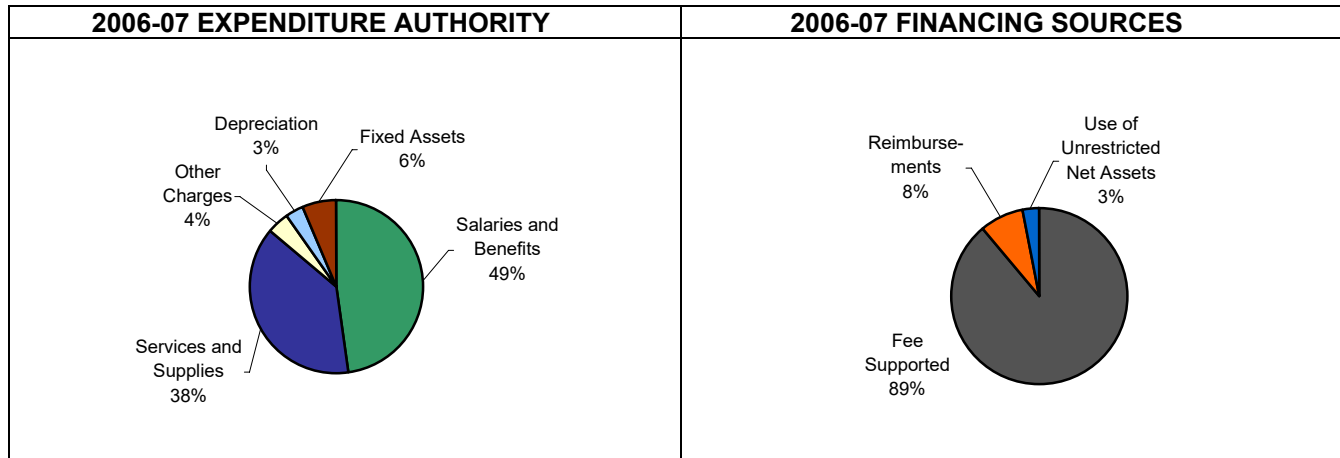 2006-07 EXPENDITURE AUTHORITY
Depreciation
3%
Fixed Assets
6%
Other
Charges
4%
Salaries and
Benefits
49%
Services and
Supplies
38%
2006-07 FINANCING SOURCES
Reimburse-
ments
8%
Use of
Unrestricted
Net Assets
3%
Fee
Supported
89%